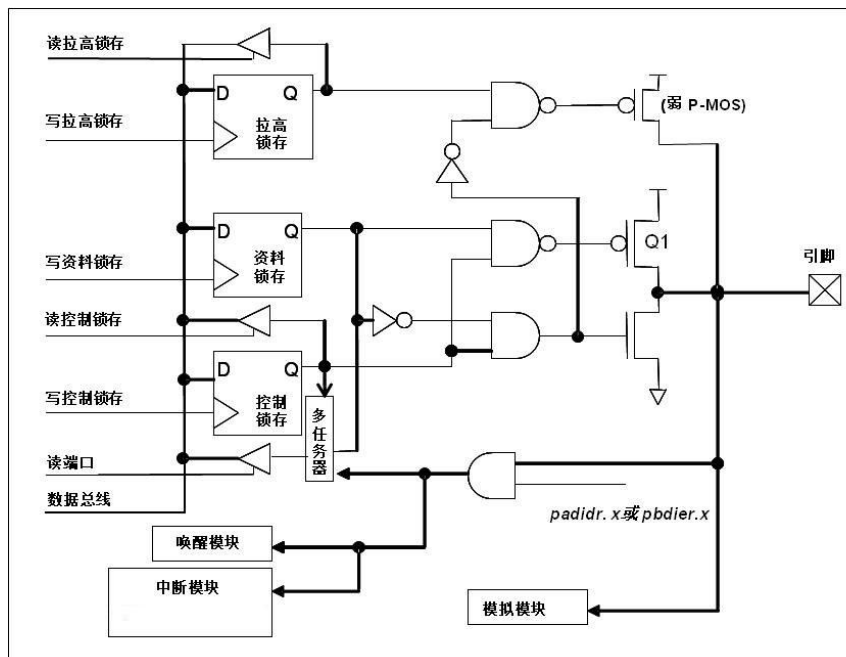 读拉高锁存
D Q
(弱 P-MOS)
写拉高锁存
拉高
锁存
D Q
Q1
写资料锁存
资料
锁存
引脚
读控制锁存
D Q
写控制锁存
控制
锁存
多任务器
读端口
数据总线
padidr.x或pbdier.x
唤醒模块
中断模块
模拟模块